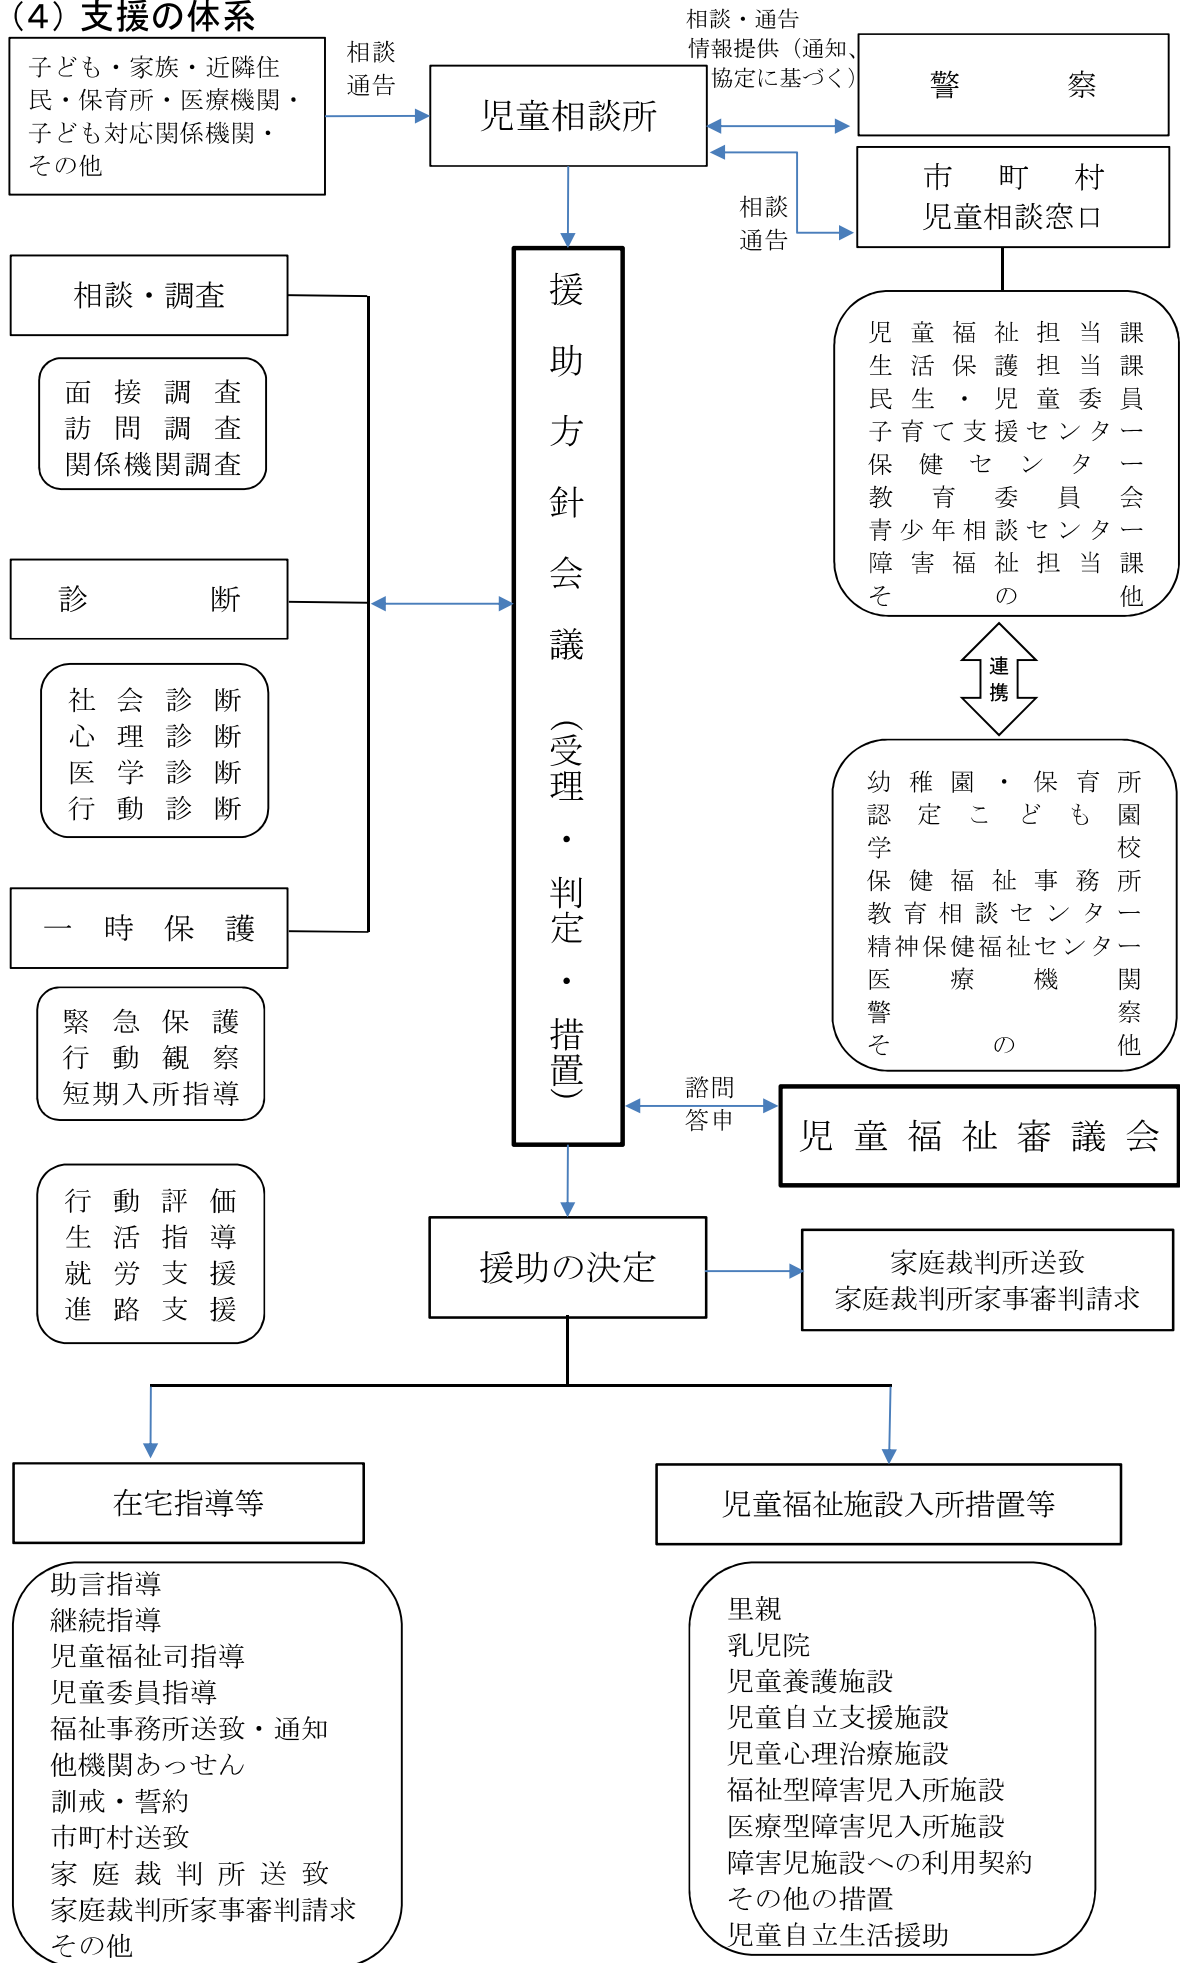 (4) 支援の体系
子ども・家族・近隣住
民・保育所・医療機関・
子ども対応関係機関・
その他
相談
通告
児童相談所
相談・通告
情報提供（通知、
協定に基づく）
警察
市町村
児童相談窓口
相談
通告
児童福祉担当課
生活保護担当課
民生・児童委員
子育て支援センター
保健センター
教育委員会
青少年相談センター
障害福祉担当課
その他
連
携
幼稚園・保育所
認定こども園
学校
保健福祉事務所
教育相談センター
精神保健福祉センター
医療機関
警察
その他
相談・調査
面接調査
訪問調査
関係機関調査
診断
社会診断
心理診断
医学診断
行動診断
一時保護
緊急保護
行動観察
短期入所指導
行動評価
生活指導
就労支援
進路支援
援助方針会議（受理・判定・措置）
諮問
答申
児童福祉審議会
援助の決定
家庭裁判所送致
家庭裁判所家事審判請求
在宅指導等
助言指導
継続指導
児童福祉司指導
児童委員指導
福祉事務所送致・通知
他機関あっせん
訓戒・誓約
市町村送致
家庭裁判所送致
家庭裁判所家事審判請求
その他
児童福祉施設入所措置等
里親
乳児院
児童養護施設
児童自立支援施設
児童心理治療施設
福祉型障害児入所施設
医療型障害児入所施設
障害児施設への利用契約
その他の措置
児童自立生活援助